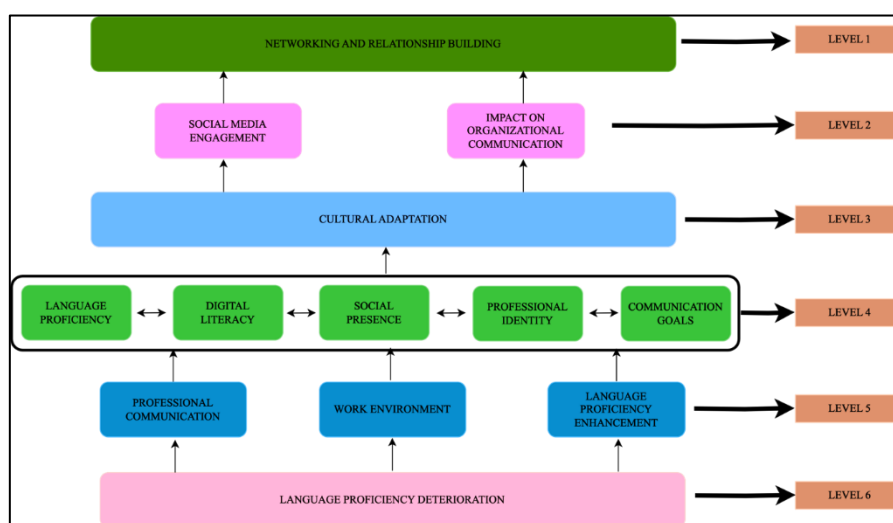 NETWORKING AND RELATIONSHIP BUILDING
LEVEL 1
SOCIAL MEDIA
ENGAGEMENT
IMPACT ON
ORGANIZATIONAL
COMMUNICATION
LEVEL 2
CULTURAL ADAPTATION
LEVEL 3
LANGUAGE
PROFICIENCY
DIGITAL
LITERACY
SOCIAL
PRESENCE
PROFESSIONAL
IDENTITY
COMMUNICATION
GOALS
LEVEL 4
PROFESSIONAL
COMMUNICATION
WORK ENVIRONMENT
LANGUAGE
PROFICIENCY
ENHANCEMENT
LEVEL 5
LANGUAGE PROFICIENCY DETERIORATION
LEVEL 6